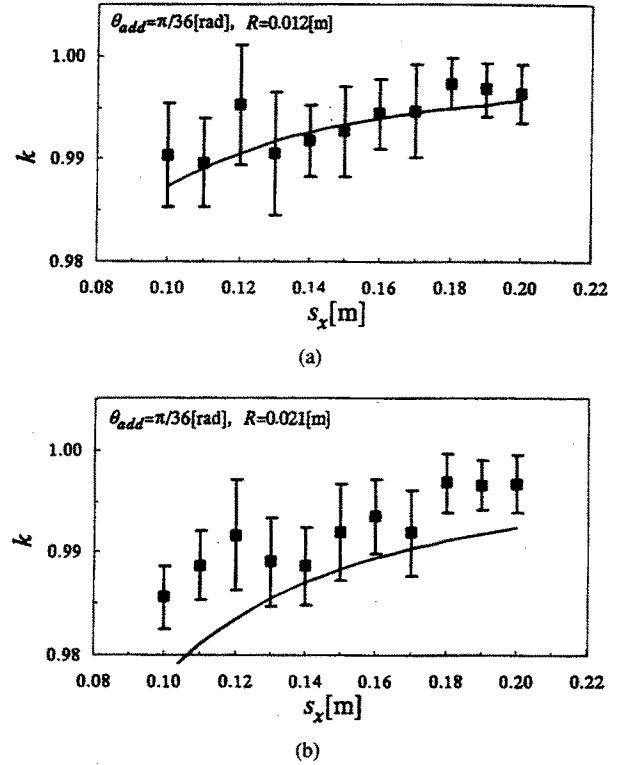 θadd=π/36[rad], R=0.012[m]
1.00
0.99
0.98
k
0.08 0.10 0.12 0.14 0.16 0.18 0.20 0.22
sx[m]
(a)
θadd=π/36[rad], R=0.021[m]
1.00
0.99
0.98
k
0.08 0.10 0.12 0.14 0.16 0.18 0.20 0.22
sx[m]
(b)